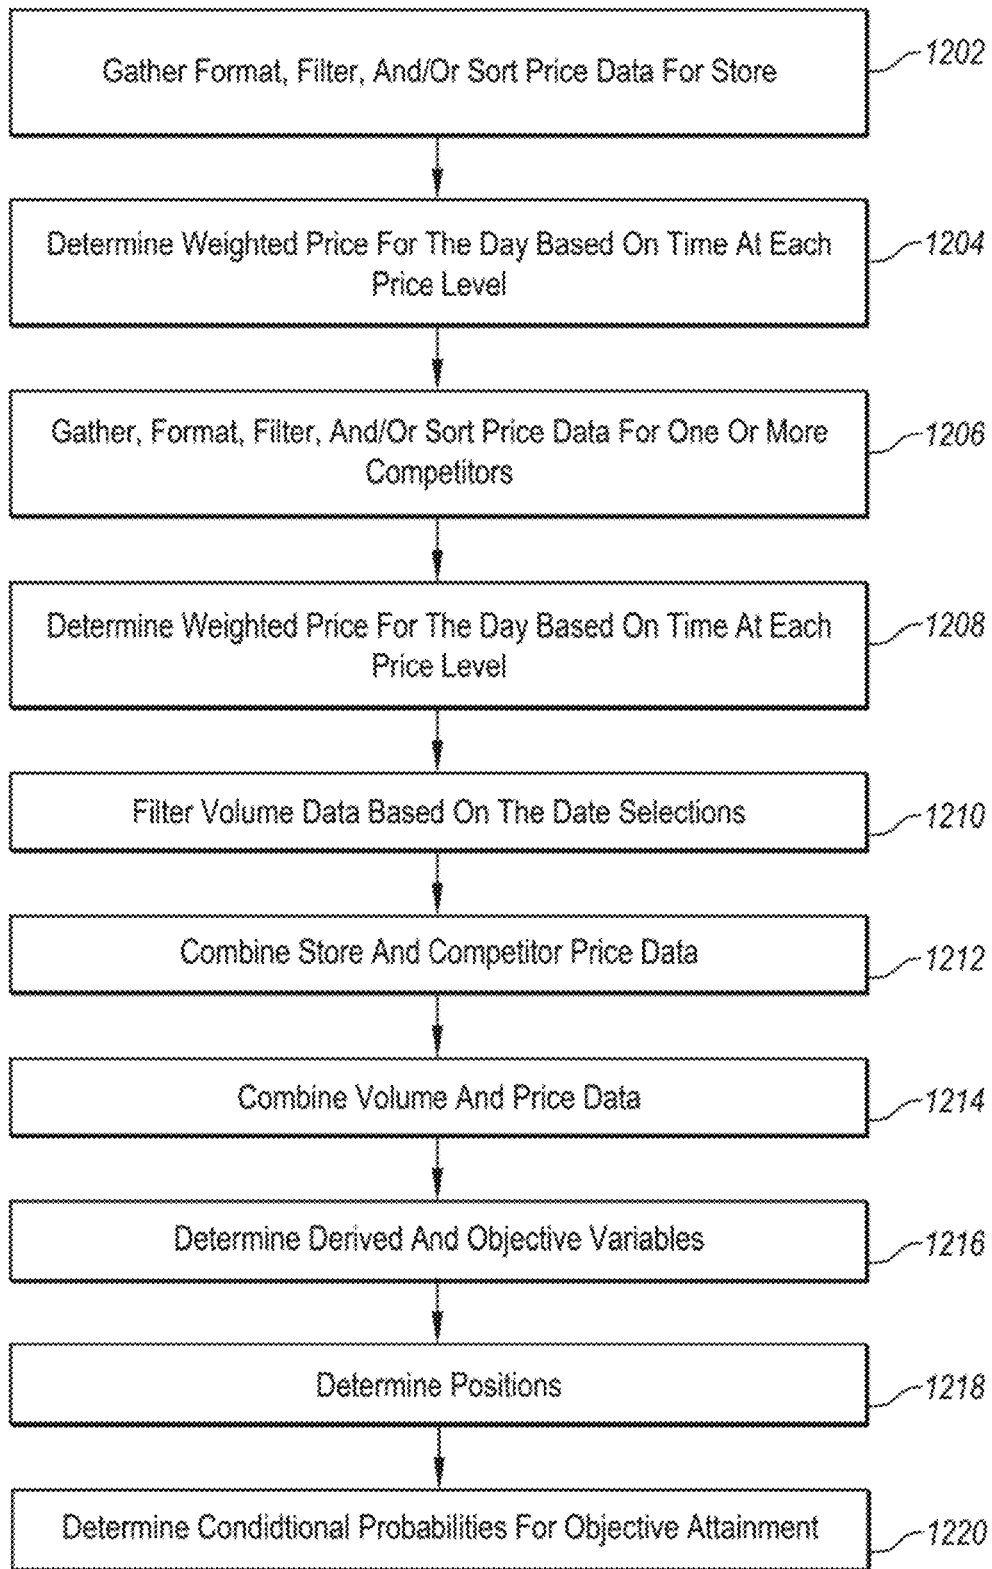 Gather Format, Filter, And/Or Sort Price Data For Store
1202
Determine Weighted Price For The Day Based On Time At Each
Price Level
1204
Gather, Format, Filter, And/Or Sort Price Data For One Or More
Competitors
1206
Determine Weighted Price For The Day Based On Time At Each
Price Level
1208
Filter Volume Data Based On The Date Selections
1210
Combine Store And Competitor Price Data
1212
Combine Volume And Price Data
1214
Determine Derived And Objective Variables
1216
Determine Positions
1218
Determine Condidtional Probabilities For Objective Attainment
1220